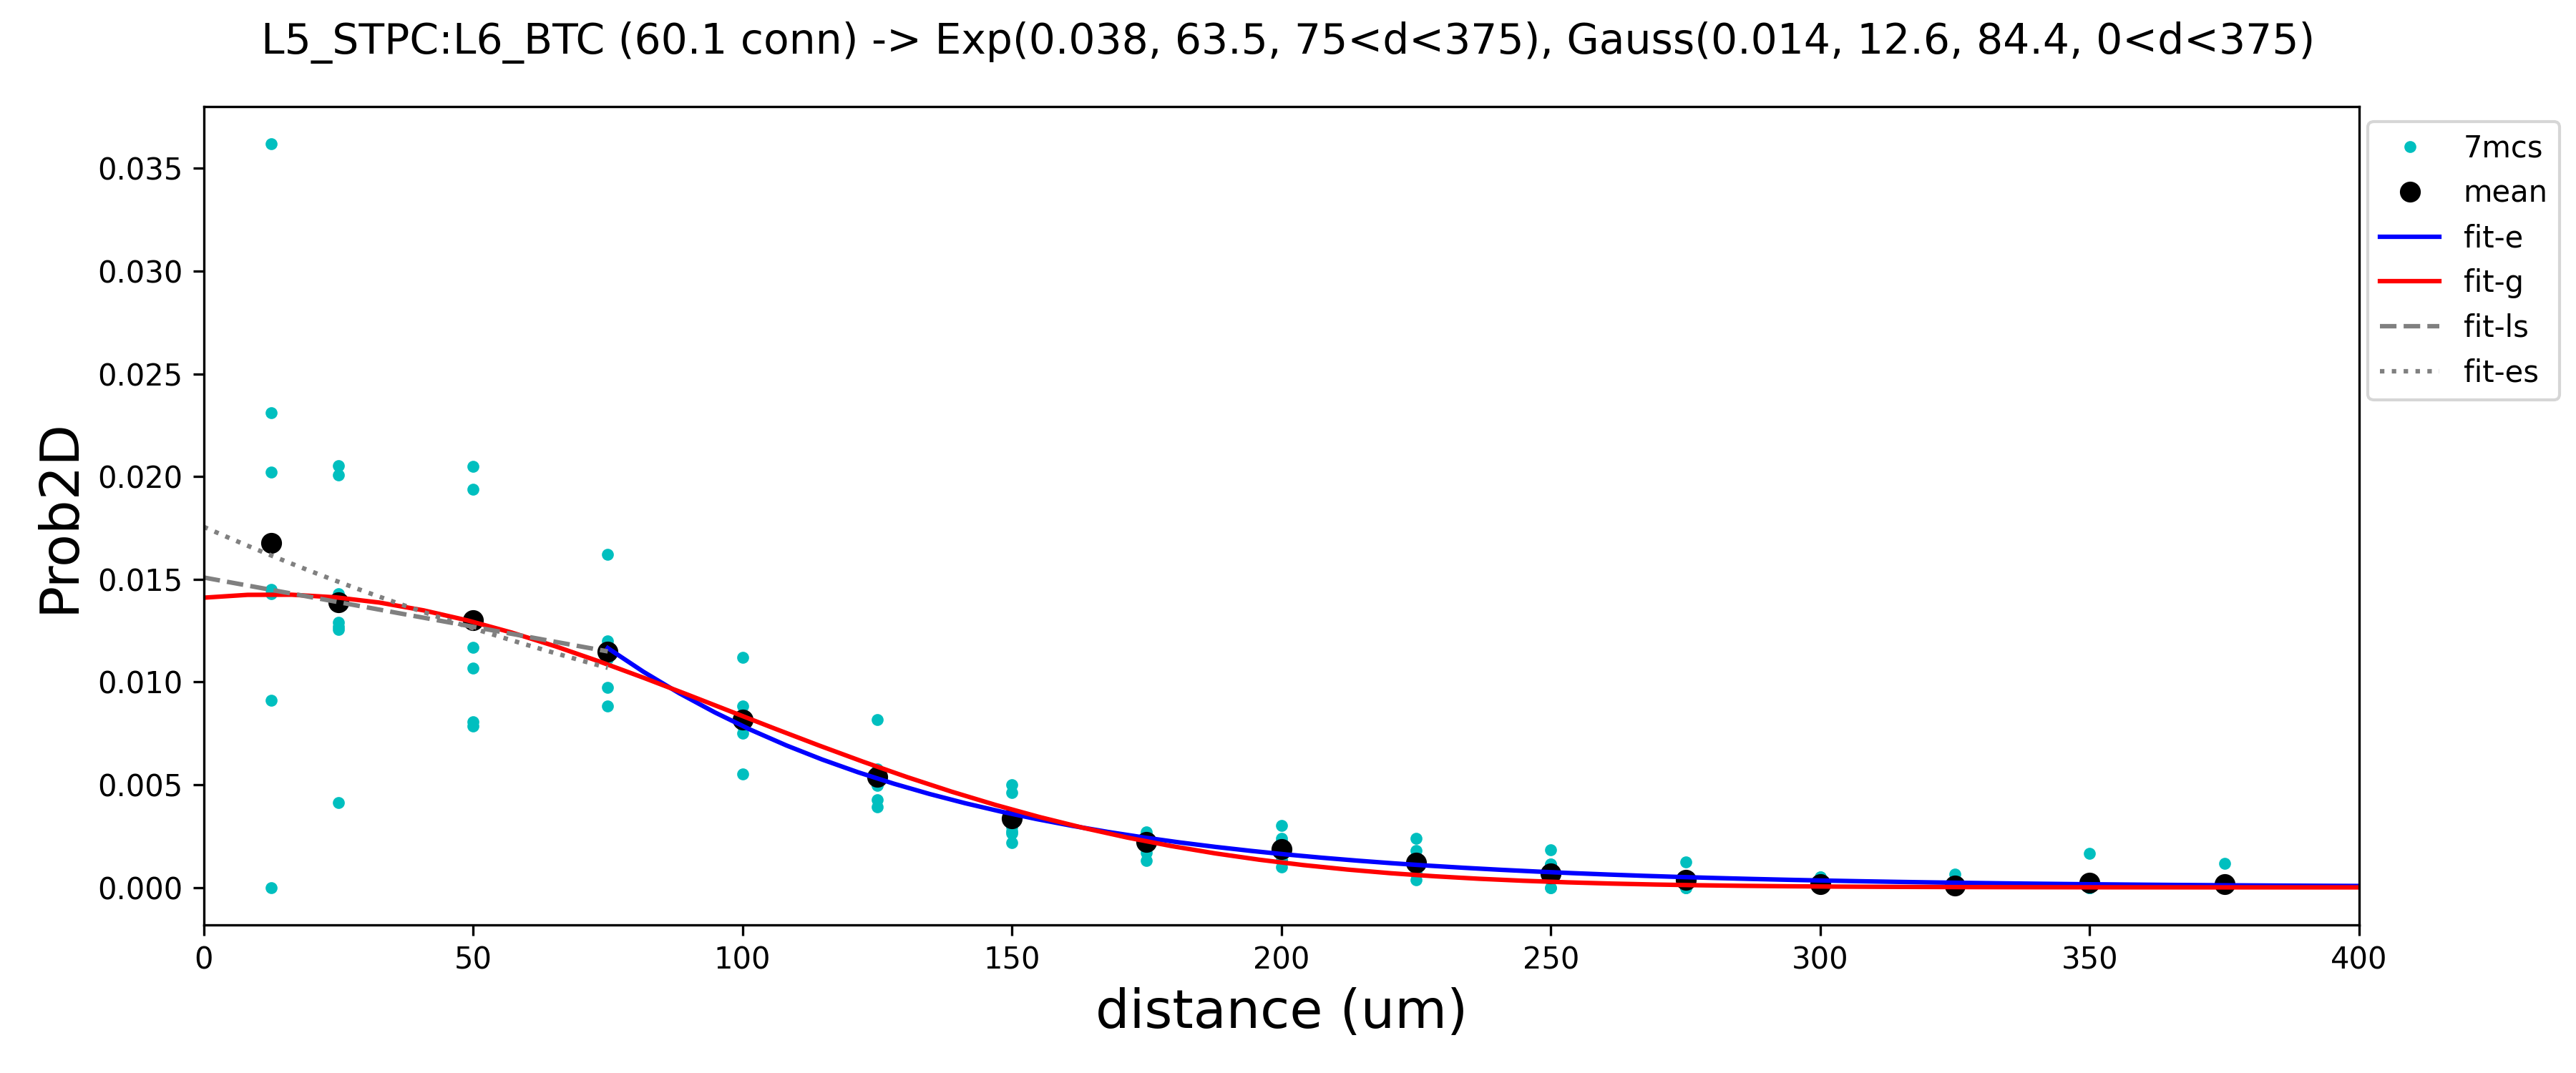 L5_STPC:L6_BTC (60.1 conn) -> Exp(0.038, 63.5, 75<d<375), Gauss(0.014, 12.6, 84.4, 0<d<375)
Prob2D
0.035
0.030
0.025
0.020
0.015
0.010
0.005
0.000
0 50 100 150 200 250 300 350 400
distance (um)
7mcs
mean
fit-e
fit-g
fit-ls
fit-es